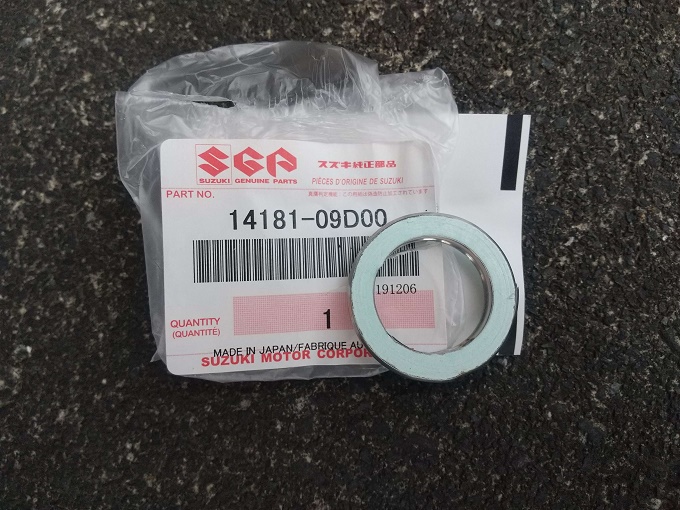 SGP
SUZUKI GENUINE PARTS
スズキ純正部品
PIÈCES D'ORIGINE DE SUZUKI
PART NO.
14181-09D00
191206
QUANTITY
(QUANTITÉ)
1
MADE IN JAPAN/FABRIQUE AU
SUZUKI MOTOR CORPOR